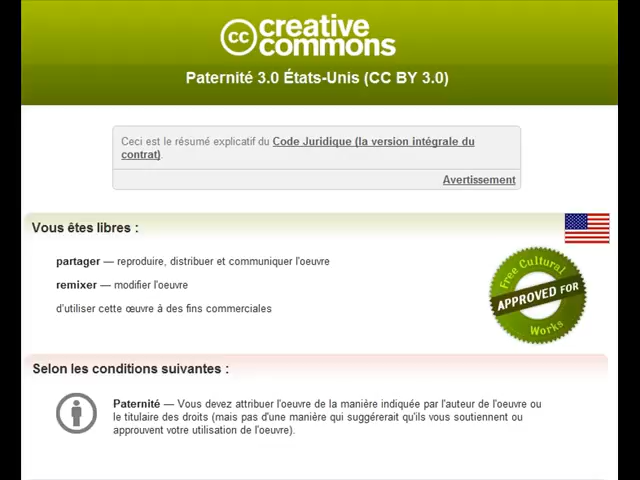 cc creative
commons
Paternité 3.0 États-Unis (CC BY 3.0)
Ceci est le résumé explicatif du Code Juridique (la version intégrale du
contrat).
Avertissement
Vous êtes libres :
partager — reproduire, distribuer et communiquer l'oeuvre
remixer — modifier l'oeuvre
d'utiliser cette œuvre à des fins commerciales
Free Cultural
APPROVED FOR
Works
Selon les conditions suivantes :
Paternité — Vous devez attribuer l'oeuvre de la manière indiquée par l'auteur de l'oeuvre ou
le titulaire des droits (mais pas d'une manière qui suggérerait qu'ils vous soutiennent ou
approuvent votre utilisation de l'oeuvre).